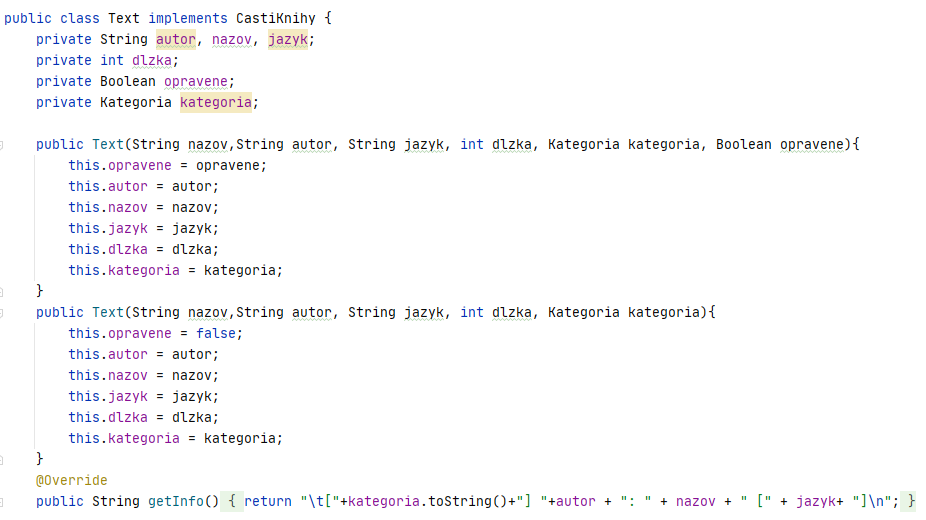 public class Text implements CastiKnihy {
    private String autor, nazov, jazyk;
    private int dlzka;
    private Boolean opravene;
    private Kategoria kategoria;

    public Text(String nazov,String autor, String jazyk, int dlzka, Kategoria kategoria, Boolean opravene){
        this.opravene = opravene;
        this.autor = autor;
        this.nazov = nazov;
        this.jazyk = jazyk;
        this.dlzka = dlzka;
        this.kategoria = kategoria;
    }
    public Text(String nazov,String autor, String jazyk, int dlzka, Kategoria kategoria){
        this.opravene = false;
        this.autor = autor;
        this.nazov = nazov;
        this.jazyk = jazyk;
        this.dlzka = dlzka;
        this.kategoria = kategoria;
    }
    @Override
    public String getInfo() { return "\t["+kategoria.toString()+"] "+autor + ": " + nazov + " [" + jazyk+ "]\n"; }